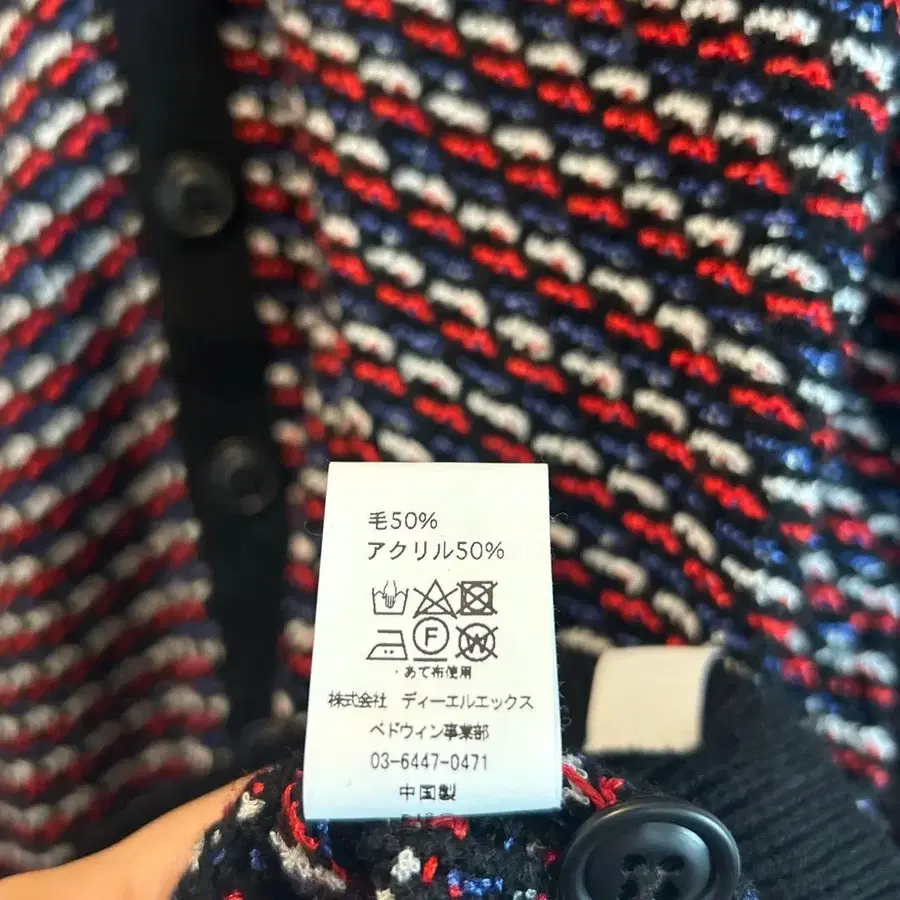 毛50%
アクリル50%
F
W
・あて布使用
株式会社 ディーエルエックス
ベドウィン事業部
03-6447-0471
中国製